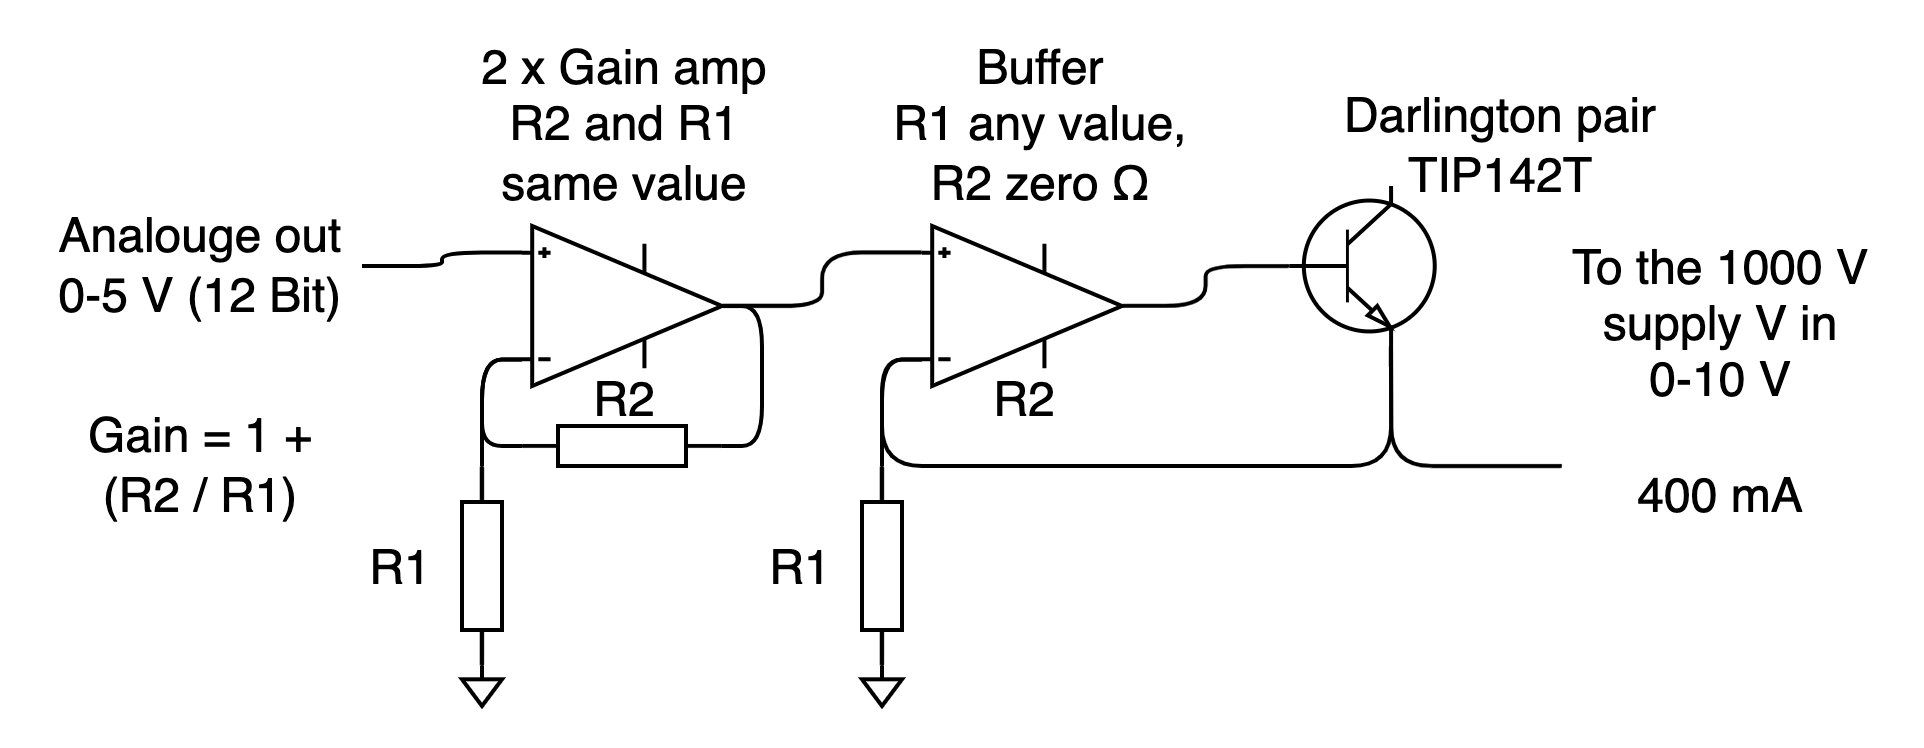 2 x Gain amp
R2 and R1
same value
Buffer
R1 any value,
R2 zero Ω
Darlington pair
TIP142T
Analouge out
0-5 V (12 Bit)
+
-
R2
+
-
R2
To the 1000 V
supply V in
0-10 V
Gain = 1 +
(R2 / R1)
400 mA
R1
R1